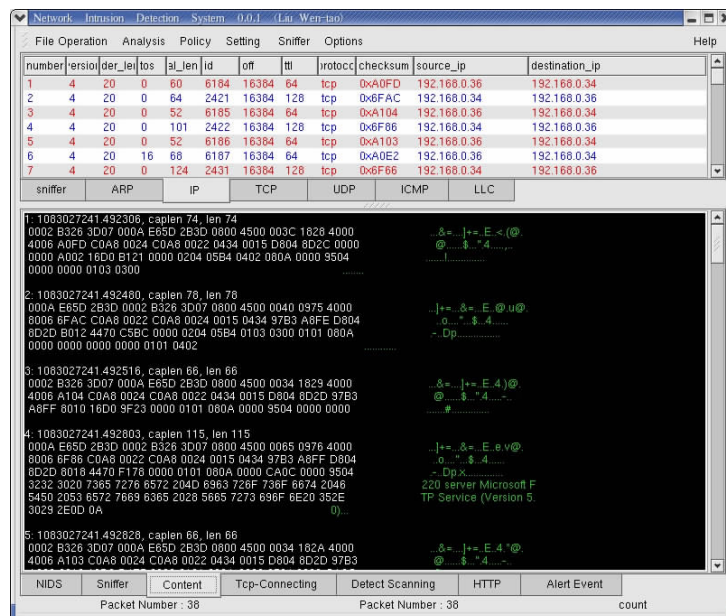 Network Intrusion Detection System 0.0.1 (Liu Wen-tao)
File Operation Analysis Policy Setting Sniffer Options Help
number ersion der_le tos al_len id off ttl rotoco checksum source_ip destination_ip
1 4 20 0 60 6184 16384 64 tcp 0xA0FD 192.168.0.36 192.168.0.34
2 4 20 0 64 2421 16384 128 tcp 0x6FAC 192.168.0.34 192.168.0.36
3 4 20 0 52 6185 16384 64 tcp 0xA104 192.168.0.36 192.168.0.34
4 4 20 0 101 2422 16384 128 tcp 0x6F86 192.168.0.34 192.168.0.36
5 4 20 0 52 6186 16384 64 tcp 0xA103 192.168.0.36 192.168.0.34
6 4 20 16 68 6187 16384 64 tcp 0xA0E2 192.168.0.36 192.168.0.34
7 4 20 0 124 2431 16384 128 tcp 0x6F66 192.168.0.34 192.168.0.36
sniffer ARP IP TCP UDP ICMP LLC
1: 1083027241.492306, caplen 74, len 74
0002 B326 3D07 000A E65D 2B3D 0800 4500 003C 1828 4000 ...&=....]+=..E..<.(@.
4006 A0FD C0A8 0024 C0A8 0022 0434 0015 D804 8D2C 0000 @......$...".4......,..
0000 A002 16D0 B121 0000 0204 05B4 0402 080A 0000 9504 .......!..............
0000 0000 0103 0300 ........
2: 1083027241.492480, caplen 78, len 78
000A E65D 2B3D 0002 B326 3D07 0800 4500 0040 0975 4000 ...]+=...&=...E..@.u@.
8006 6FAC C0A8 0022 C0A8 0024 0015 0434 97B3 A8FE D804 ..o...."...$...4......
8D2D B012 4470 C5BC 0000 0204 05B4 0103 0300 0101 080A .-..Dp................
0000 0000 0000 0000 0101 0402 ............
3: 1083027241.492516, caplen 66, len 66
0002 B326 3D07 000A E65D 2B3D 0800 4500 0034 1829 4000 ...&=....]+=..E..4.)@.
4006 A104 C0A8 0024 C0A8 0022 0434 0015 D804 8D2D 97B3 @......$...".4.....-..
A8FF 8010 16D0 9F23 0000 0101 080A 0000 9504 0000 0000 .......#..............
4: 1083027241.492803, caplen 115, len 115
000A E65D 2B3D 0002 B326 3D07 0800 4500 0065 0976 4000 ...]+=...&=...E..e.v@.
8006 6F86 C0A8 0022 C0A8 0024 0015 0434 97B3 A8FF D804 ..o...."...$...4......
8D2D 8018 4470 F178 0000 0101 080A 0000 CA0C 0000 9504 .-..Dp.x..............
3232 3020 7365 7276 6572 204D 6963 726F 736F 6674 2046 220 server Microsoft F
5450 2053 6572 7669 6365 2028 5665 7273 696F 6E20 352E TP Service (Version 5.
3029 2E0D 0A 0)...
5: 1083027241.492828, caplen 66, len 66
0002 B326 3D07 000A E65D 2B3D 0800 4500 0034 182A 4000 ...&=....]+=..E..4.*@.
4006 A103 C0A8 0024 C0A8 0022 0434 0015 D804 8D2D 97B3 @......$...".4.....-..
NIDS Sniffer Content Tcp-Connecting Detect Scanning HTTP Alert Event
Packet Number : 38 Packet Number : 38 count